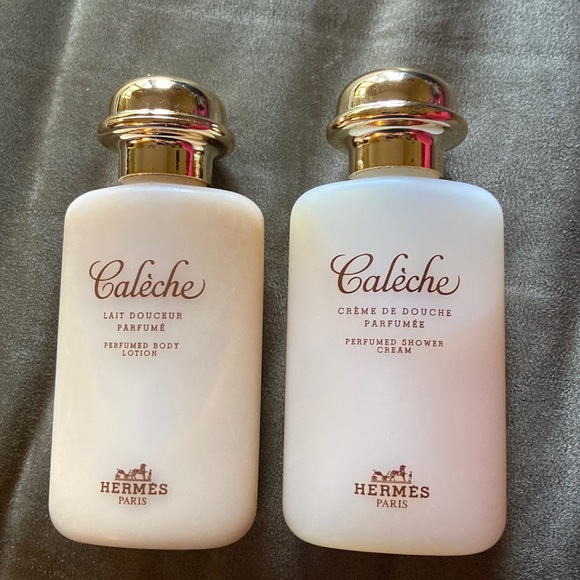 Calèche
LAIT DOUCEUR
PARFUMÉ
PERFUMED BODY
LOTION
HERMÈS
PARIS
Calèche
CRÈME DE DOUCHE
PARFUMÉE
PERFUMED SHOWER
CREAM
HERMÈS
PARIS